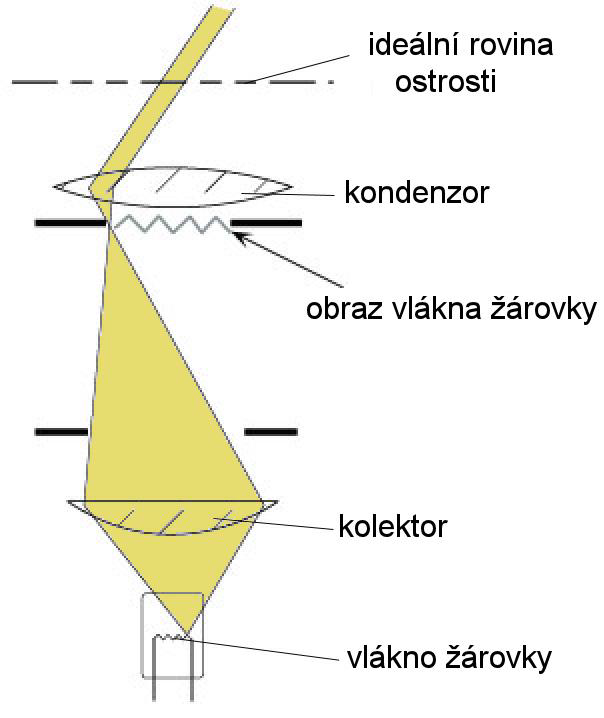 ideální rovina
ostrosti
kondenzor
obraz vlákna žárovky
kolektor
vlákno žárovky